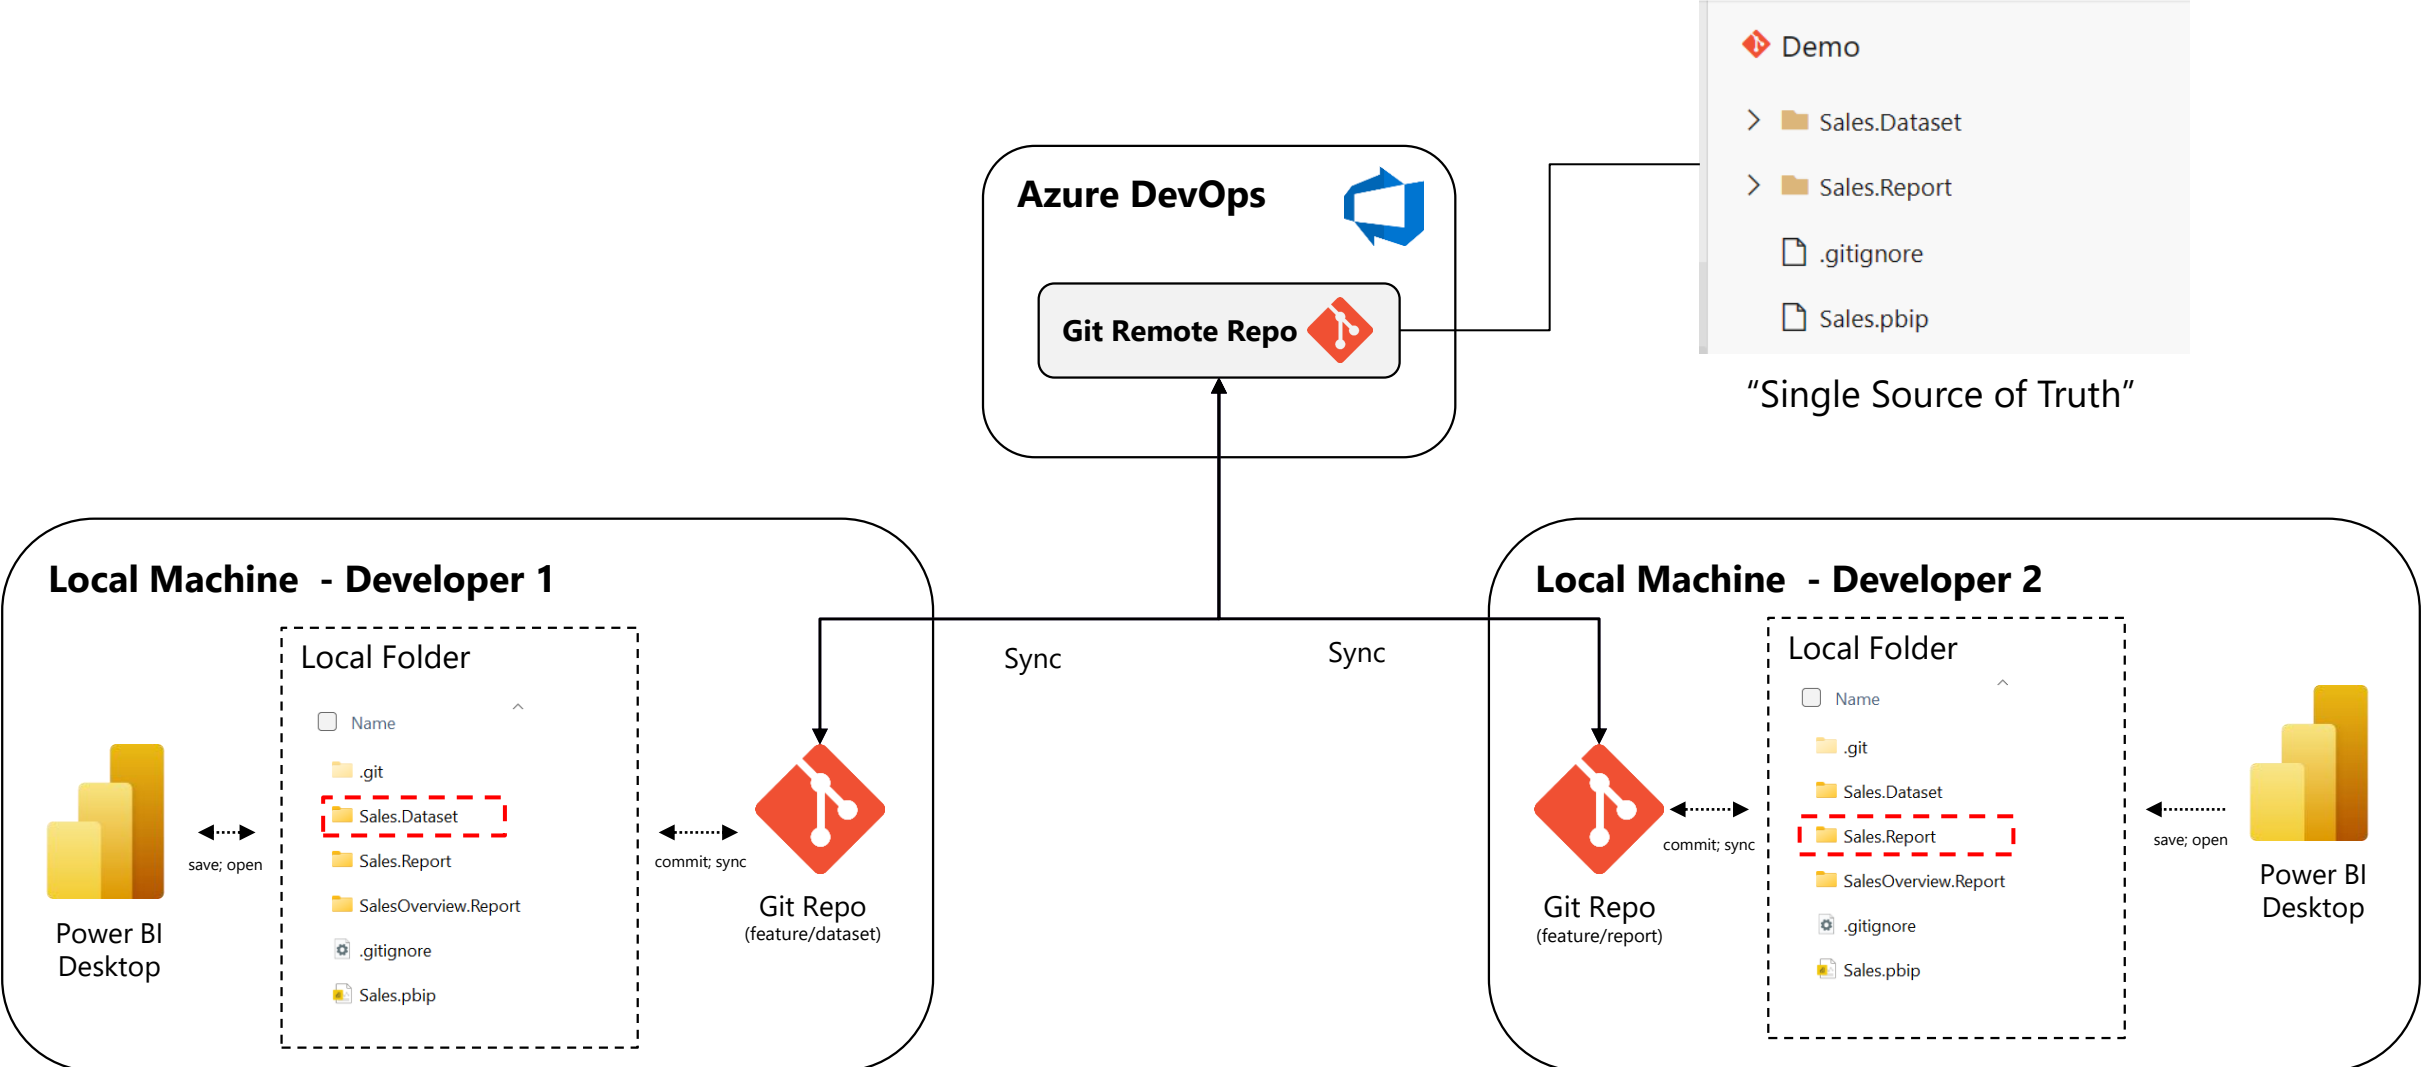 Demo
Sales.Dataset
Sales.Report
.gitignore
Sales.pbip
“Single Source of Truth”
Azure DevOps
Git Remote Repo
Sync
Sync
Local Machine - Developer 1
Local Folder
Name
.git
Sales.Dataset
Sales.Report
SalesOverview.Report
.gitignore
Sales.pbip
save; open
Power BI
Desktop
commit; sync
Git Repo
(feature/dataset)
Local Machine - Developer 2
Local Folder
Name
.git
Sales.Dataset
Sales.Report
SalesOverview.Report
.gitignore
Sales.pbip
commit; sync
Git Repo
(feature/report)
save; open
Power BI
Desktop